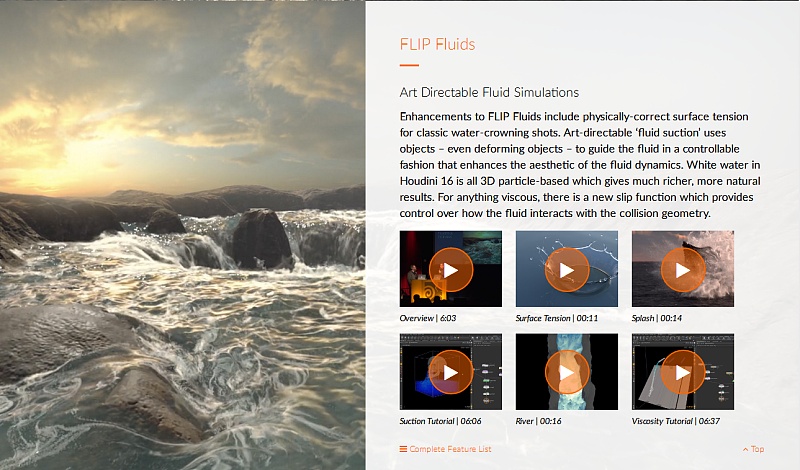 FLIP Fluids
Art Directable Fluid Simulations
Enhancements to FLIP Fluids include physically-correct surface tension
for classic water-crowning shots. Art-directable ‘fluid suction’ uses
objects – even deforming objects – to guide the fluid in a controllable
fashion that enhances the aesthetic of the fluid dynamics. White water in
Houdini 16 is all 3D particle-based which gives much richer, more natural
results. For anything viscous, there is a new slip function which provides
control over how the fluid interacts with the collision geometry.
Overview | 6:03
Surface Tension | 00:11
Splash | 00:14
Suction Tutorial | 06:06
River | 00:16
Viscosity Tutorial | 06:37
Complete Feature List
Top